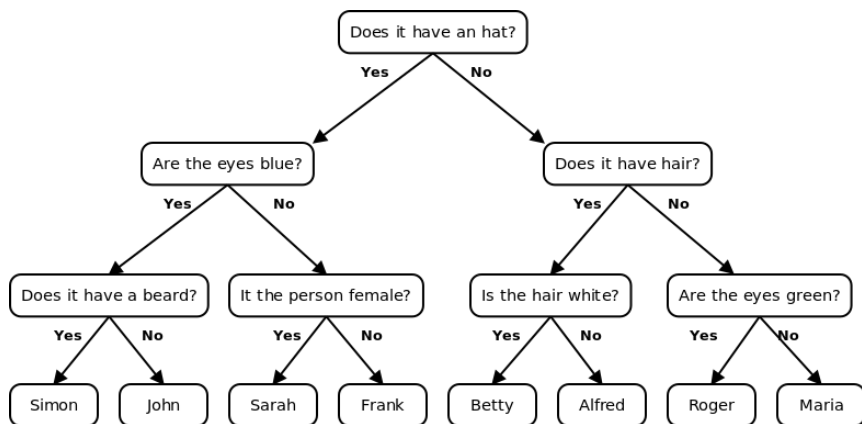 Does it have an hat?
Yes
No
Are the eyes blue?
Does it have hair?
Yes
No
Yes
No
Does it have a beard?
It the person female?
Is the hair white?
Are the eyes green?
Yes
No
Yes
No
Yes
No
Yes
No
Simon
John
Sarah
Frank
Betty
Alfred
Roger
Maria